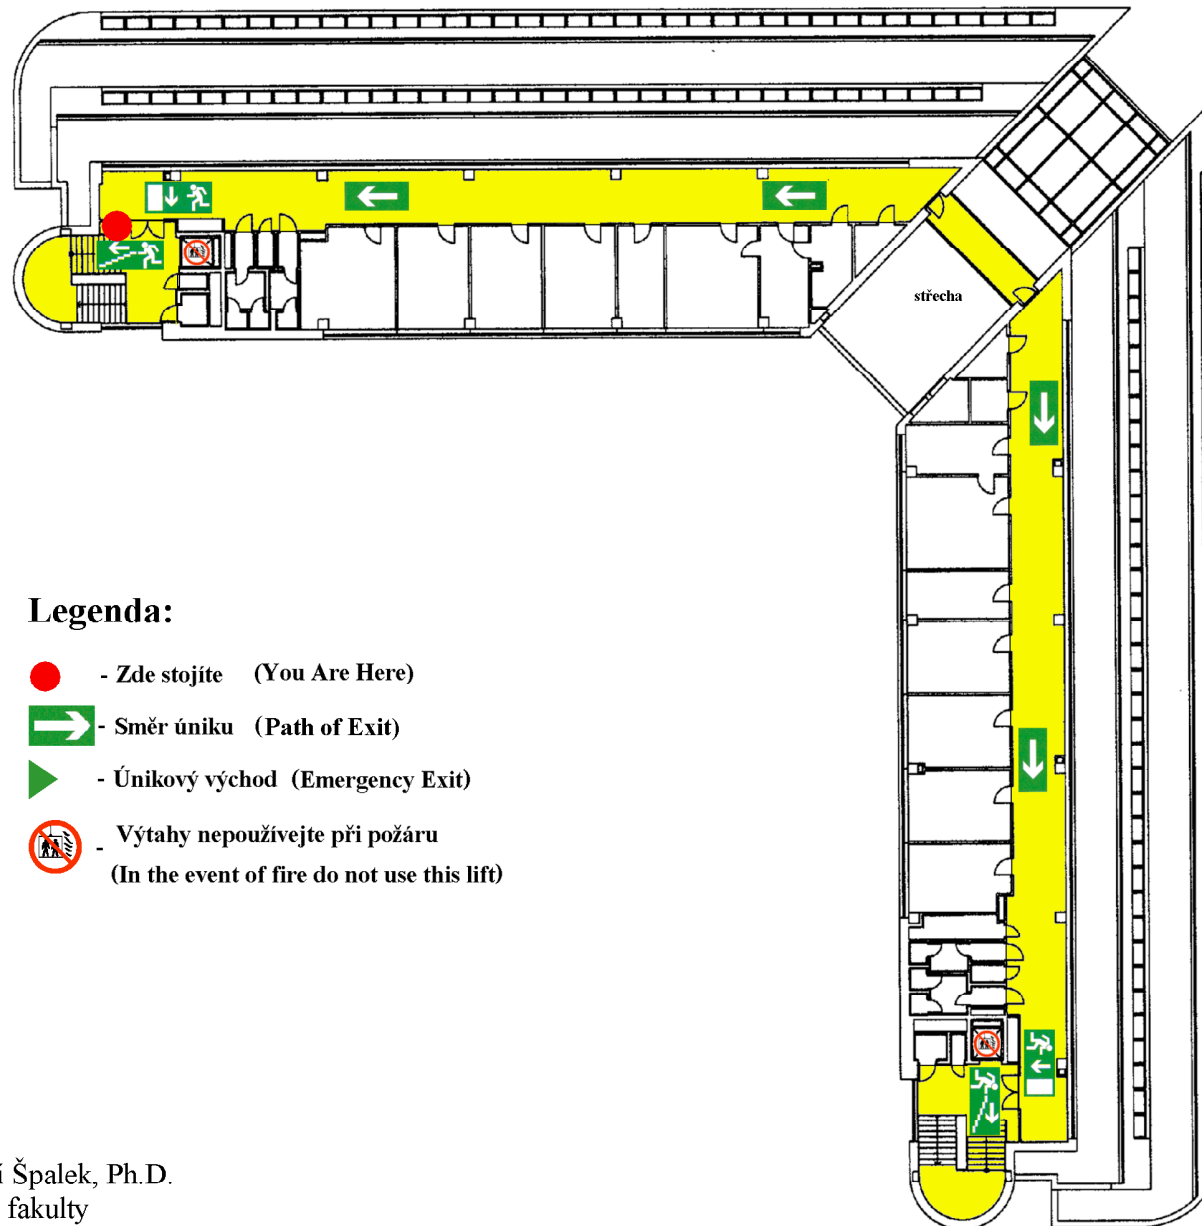 střecha
Legenda:
- Zde stojíte (You Are Here)
- Směr úniku (Path of Exit)
- Únikový východ (Emergency Exit)
- Výtahy nepoužívejte při požáru
(In the event of fire do not use this lift)
Špalek, Ph.D.
fakulty